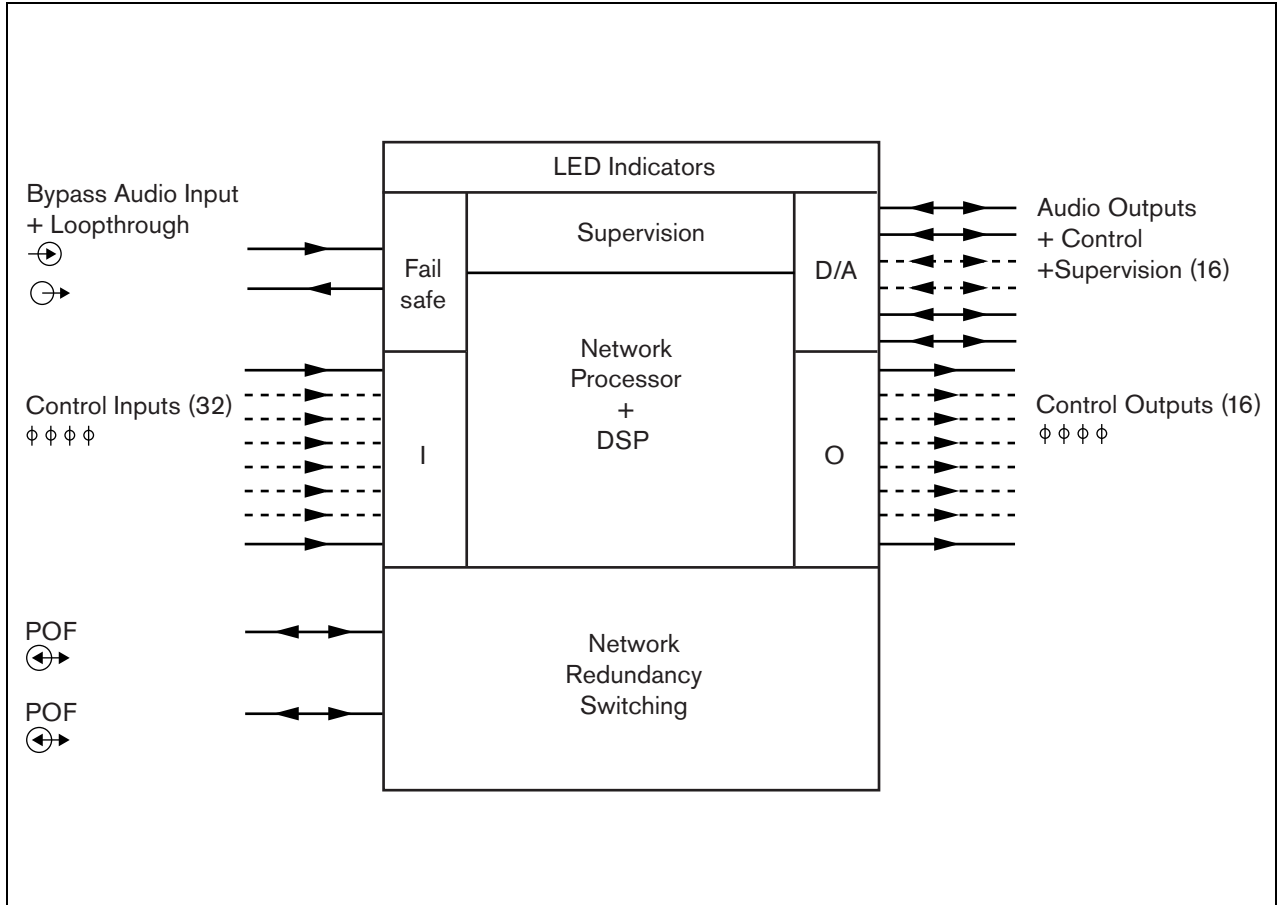 LED Indicators
Bypass Audio Input
+ Loopthrough
Fail
safe
Supervision
D/A
Audio Outputs
+ Control
+Supervision (16)
Network
Processor
+
DSP
Control Inputs (32)
ϕ ϕ ϕ ϕ
I
O
Control Outputs (16)
ϕ ϕ ϕ ϕ
POF
POF
Network
Redundancy
Switching